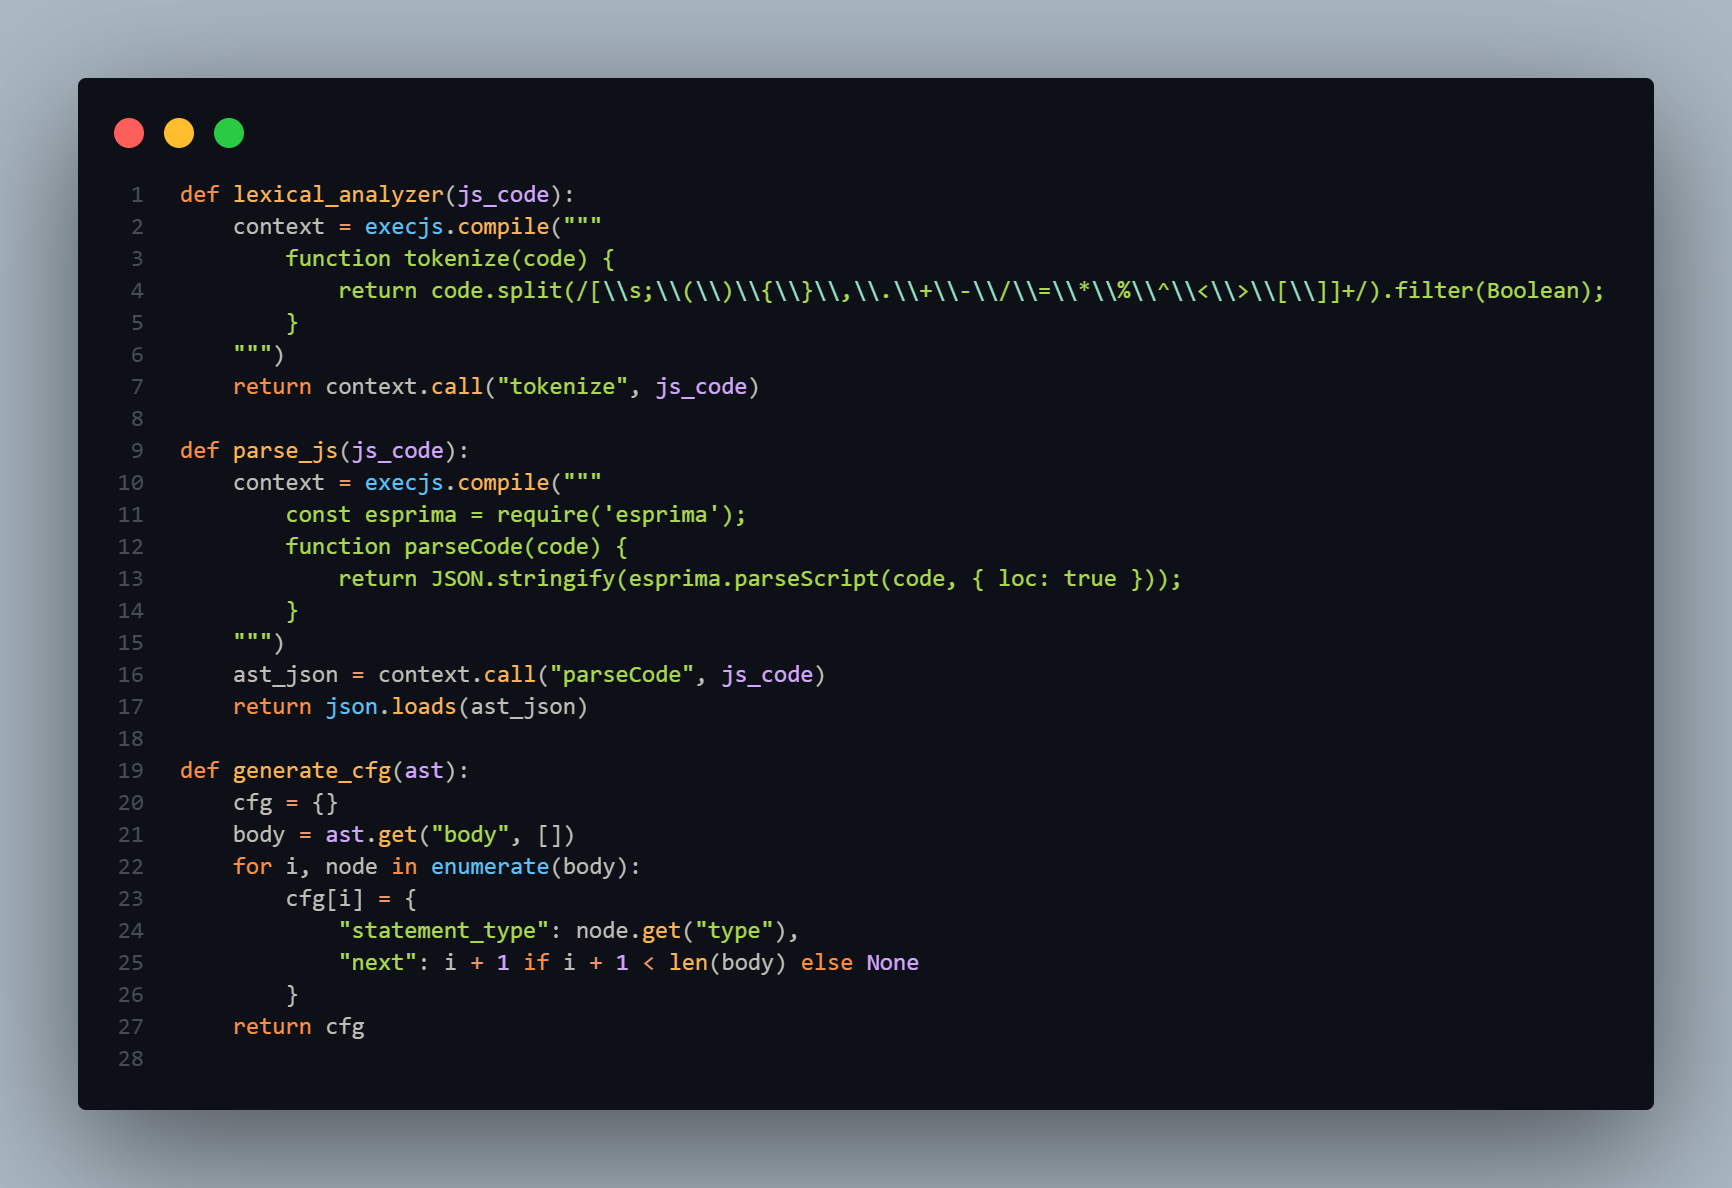 1 def lexical_analyzer(js_code):
2     context = execjs.compile("""
3         function tokenize(code) {
4             return code.split(/[\\s;\\(\\)\\{\\}\\,\\.\\+\\-\\/\\=\\*\\%\\^\\<\\>\\[\\]]+/).filter(Boolean);
5         }
6     """)
7     return context.call("tokenize", js_code)
8
9 def parse_js(js_code):
10     context = execjs.compile("""
11         const esprima = require('esprima');
12         function parseCode(code) {
13             return JSON.stringify(esprima.parseScript(code, { loc: true }));
14         }
15     """)
16     ast_json = context.call("parseCode", js_code)
17     return json.loads(ast_json)
18
19 def generate_cfg(ast):
20     cfg = {}
21     body = ast.get("body", [])
22     for i, node in enumerate(body):
23         cfg[i] = {
24             "statement_type": node.get("type"),
25             "next": i + 1 if i + 1 < len(body) else None
26         }
27     return cfg
28